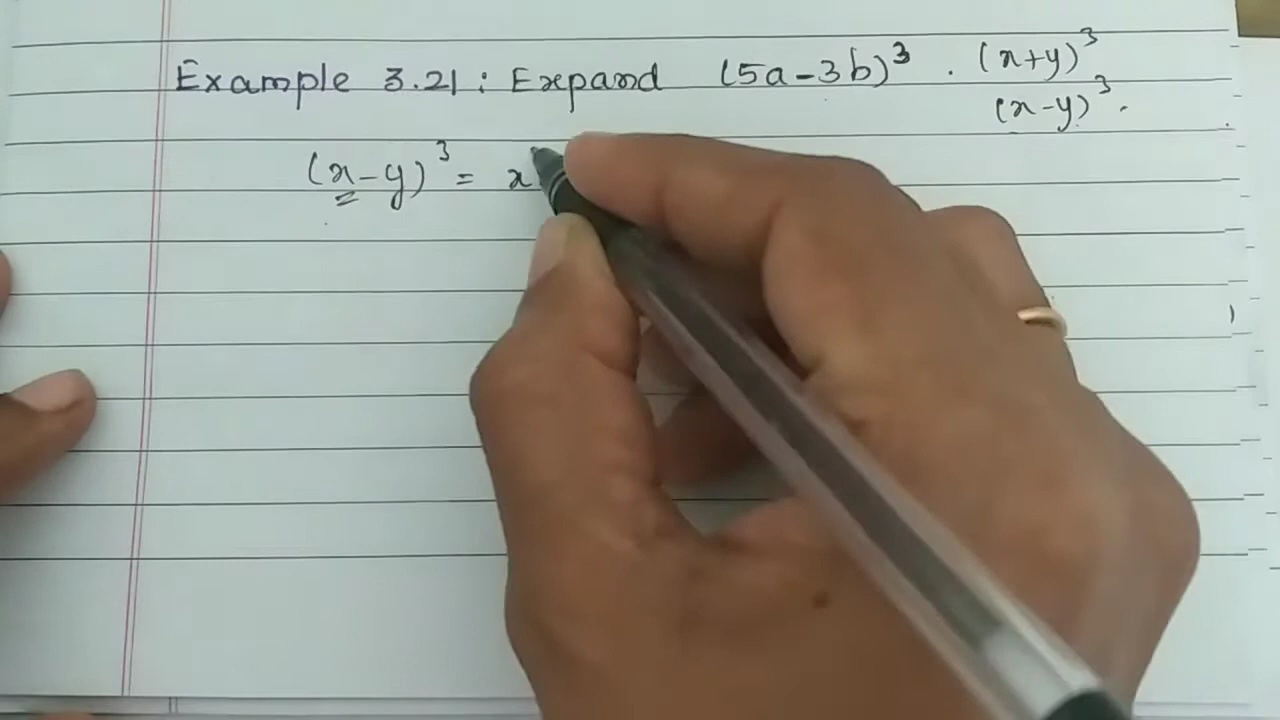 Example 3.21 : Expand (5a-3b)³ . (x+y)³
(x-y)³.
(x-y)³ = x